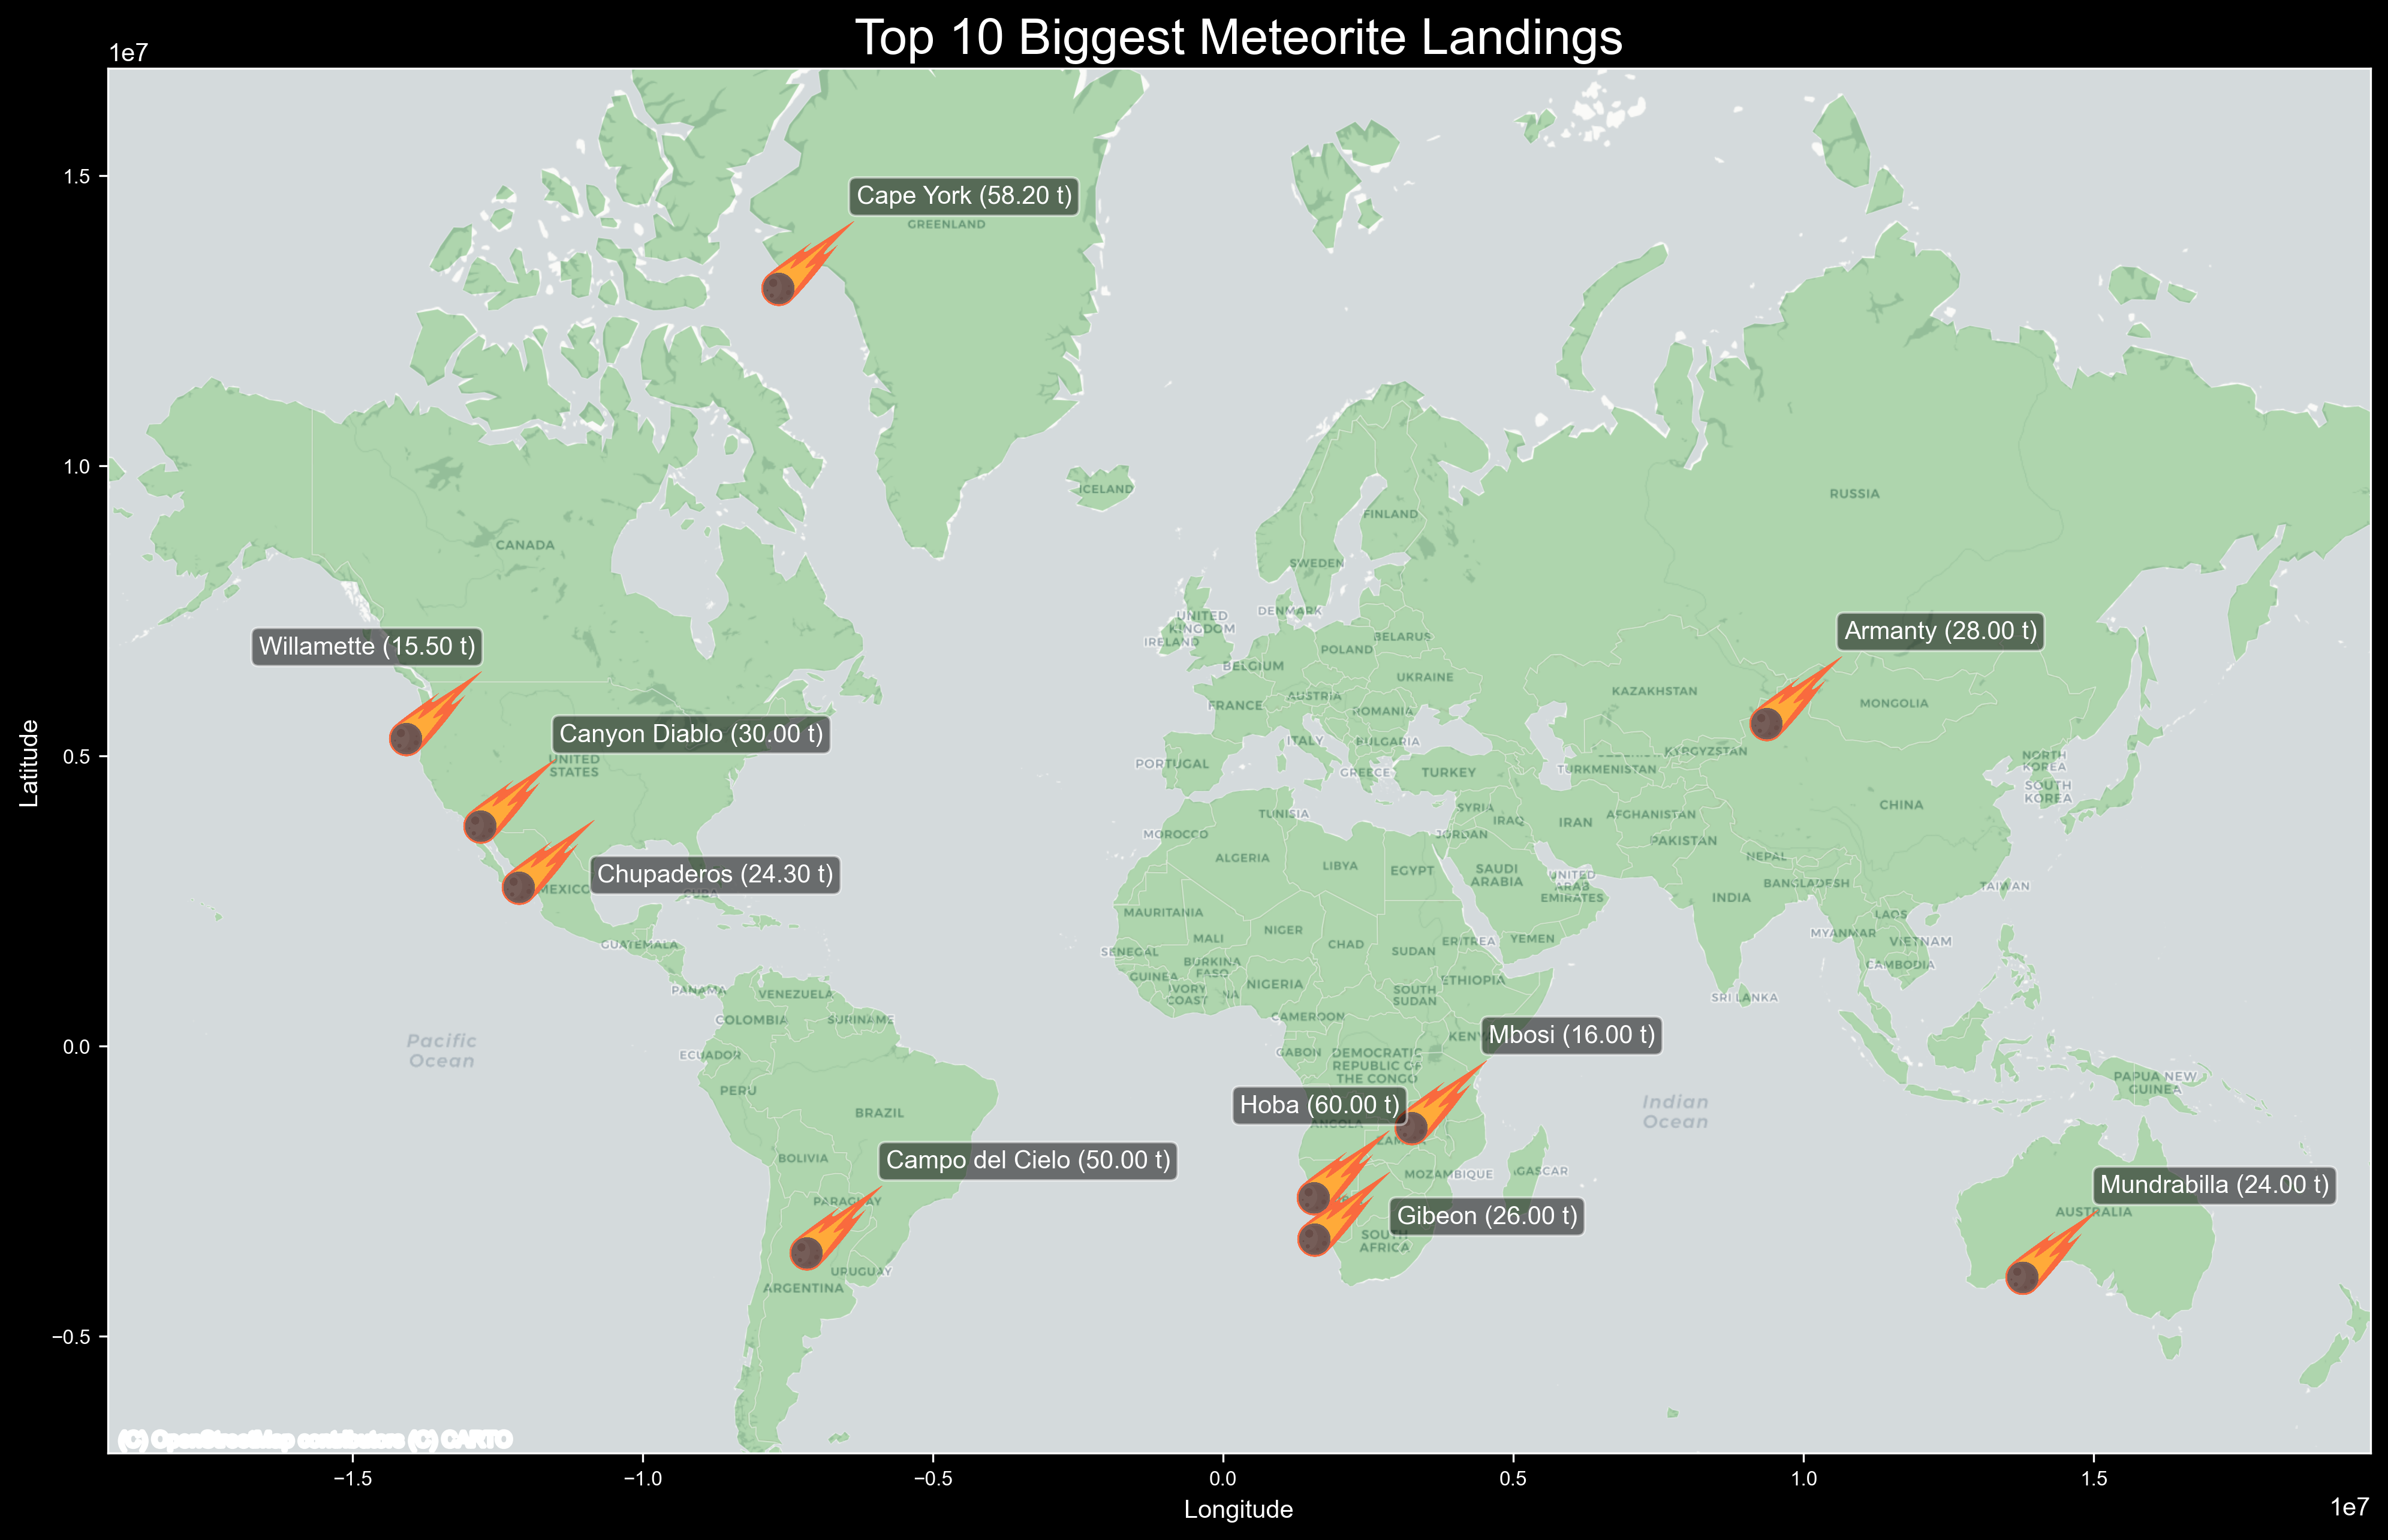 Top 10 Biggest Meteorite Landings
1e7
1.5
1.0
0.5
0.0
−0.5
Latitude
Cape York (58.20 t)
GREENLAND
ICELAND
RUSSIA
FINLAND
CANADA
SWEDEN
DENMARK
UNITED
KINGDOM
IRELAND
BELARUS
POLAND
BELGIUM
UKRAINE
Willamette (15.50 t)
Armanty (28.00 t)
KAZAKHSTAN
MONGOLIA
AUSTRIA
FRANCE
ROMANIA
Canyon Diablo (30.00 t)
ITALY
BULGARIA
KYRGYZSTAN
UNITED
STATES
PORTUGAL
GREECE
TURKEY
TURKMENISTAN
NORTH
KOREA
SOUTH
KOREA
CHINA
TUNISIA
SYRIA
IRAQ
IRAN
AFGHANISTAN
MOROCCO
JORDAN
PAKISTAN
NEPAL
ALGERIA
LIBYA
EGYPT
SAUDI
ARABIA
UNITED
ARAB
EMIRATES
BANGLADESH
TAIWAN
INDIA
Chupaderos (24.30 t)
MEXICO
CUBA
MAURITANIA
LAOS
GUATEMALA
MALI
NIGER
CHAD
SUDAN
ERITREA
YEMEN
MYANMAR
VIETNAM
SENEGAL
BURKINA
FASO
CAMBODIA
GUINEA
IVORY
COAST
NA
NIGERIA
SOUTH
SUDAN
ETHIOPIA
SRI LANKA
PANAMA
VENEZUELA
COLOMBIA
SURINAME
CAMEROON
KENY
Mbosi (16.00 t)
Pacific
Ocean
ECUADOR
GABON
DEMOCRATIC
REPUBLIC OF
THE CONGO
PERU
PAPUA NEW
GUINEA
BRAZIL
Hoba (60.00 t)
ANGOLA
Indian
Ocean
BOLIVIA
Campo del Cielo (50.00 t)
MOZAMBIQUE
GASCAR
PARAGUAY
Mundrabilla (24.00 t)
AUSTRALIA
Gibeon (26.00 t)
SOUTH
AFRICA
URUGUAY
ARGENTINA
(C) OpenStreetMap contributors (C) CARTO
−1.5
−1.0
−0.5
0.0
0.5
1.0
1.5
1e7
Longitude